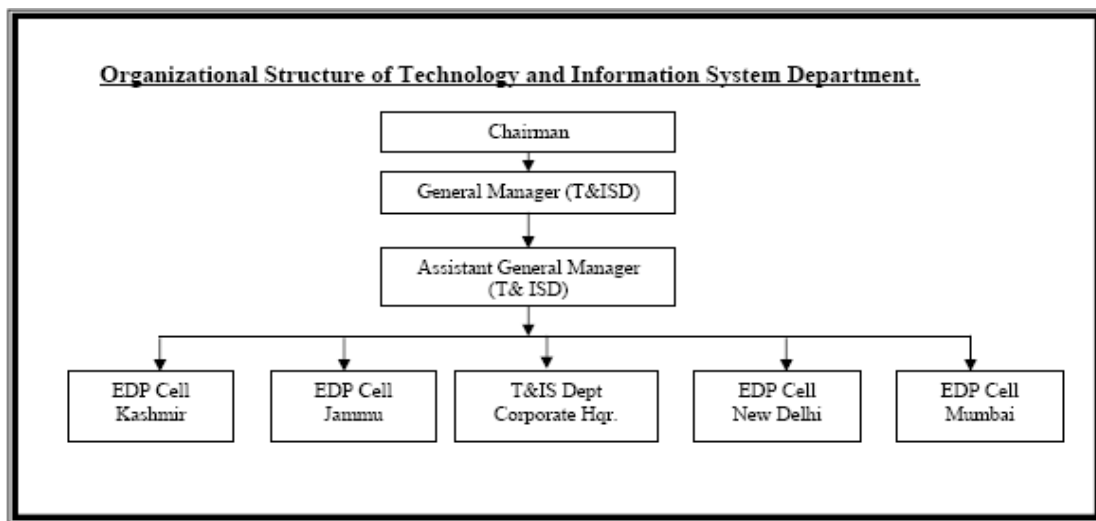 Organizational Structure of Technology and Information System Department.
Chairman
General Manager (T&ISD)
Assistant General Manager
(T& ISD)
EDP Cell
Kashmir
EDP Cell
Jammu
T&IS Dept
Corporate Hqr.
EDP Cell
New Delhi
EDP Cell
Mumbai